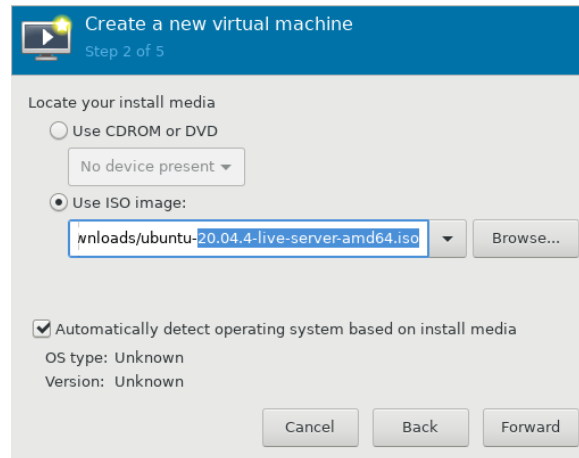 Create a new virtual machine
Step 2 of 5
Locate your install media
Use CDROM or DVD
No device present
Use ISO image:
wnloads/ubuntu-20.04.4-live-server-amd64.iso
Browse...
Automatically detect operating system based on install media
OS type: Unknown
Version: Unknown
Cancel
Back
Forward